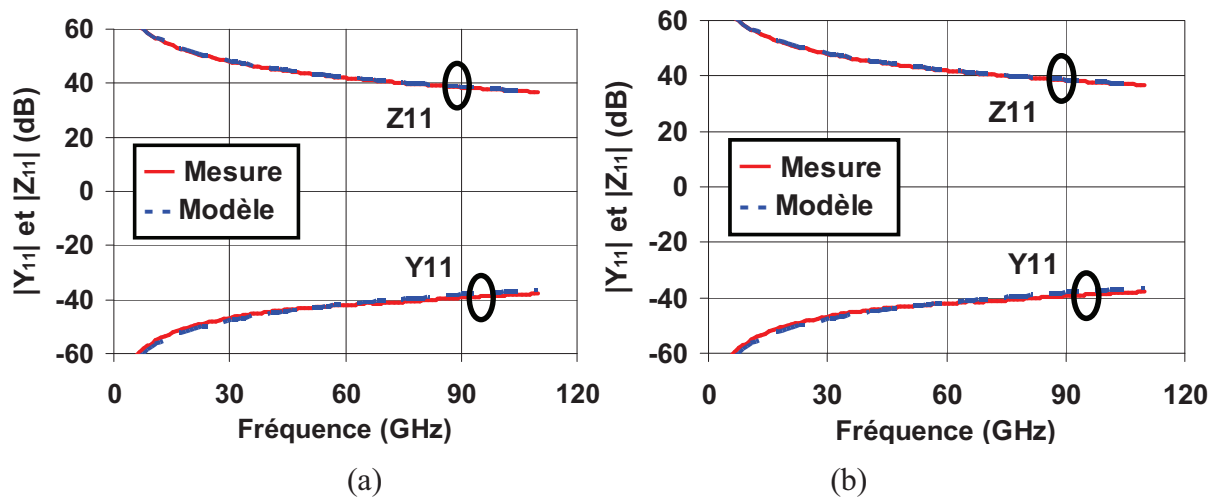 |Y11| et |Z11| (dB)
60
40
20
0
-20
-40
-60
Z11
Mesure
Modèle
Y11
0 30 60 90 120
Fréquence (GHz)
(a)
|Y11| et |Z11| (dB)
60
40
20
0
-20
-40
-60
Z11
Mesure
Modèle
Y11
0 30 60 90 120
Fréquence (GHz)
(b)